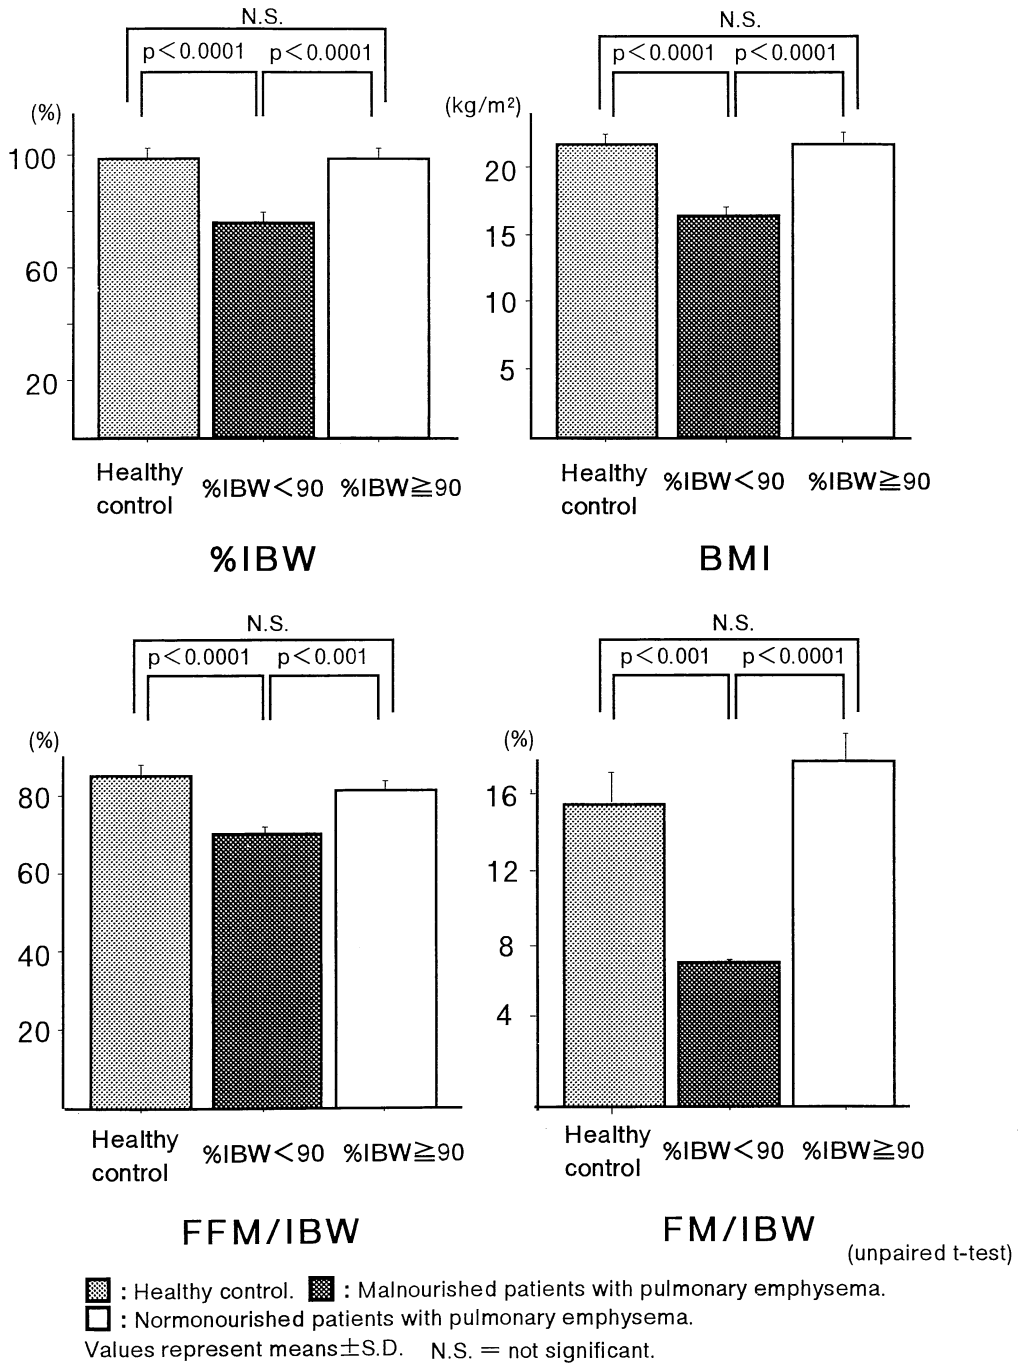 N.S.
p<0.0001 p<0.0001
(%)
100
60
20
Healthy control %IBW<90 %IBW≧90
%IBW
N.S.
p<0.0001 p<0.0001
(kg/m²)
20
15
10
5
Healthy control %IBW<90 %IBW≧90
BMI
N.S.
p<0.0001 p<0.001
(%)
80
60
40
20
Healthy control %IBW<90 %IBW≧90
FFM/IBW
N.S.
p<0.001 p<0.0001
(%)
16
12
8
4
Healthy control %IBW<90 %IBW≧90
FM/IBW
(unpaired t-test)
: Healthy control. : Malnourished patients with pulmonary emphysema.
: Normonourished patients with pulmonary emphysema.
Values represent means±S.D. N.S. = not significant.